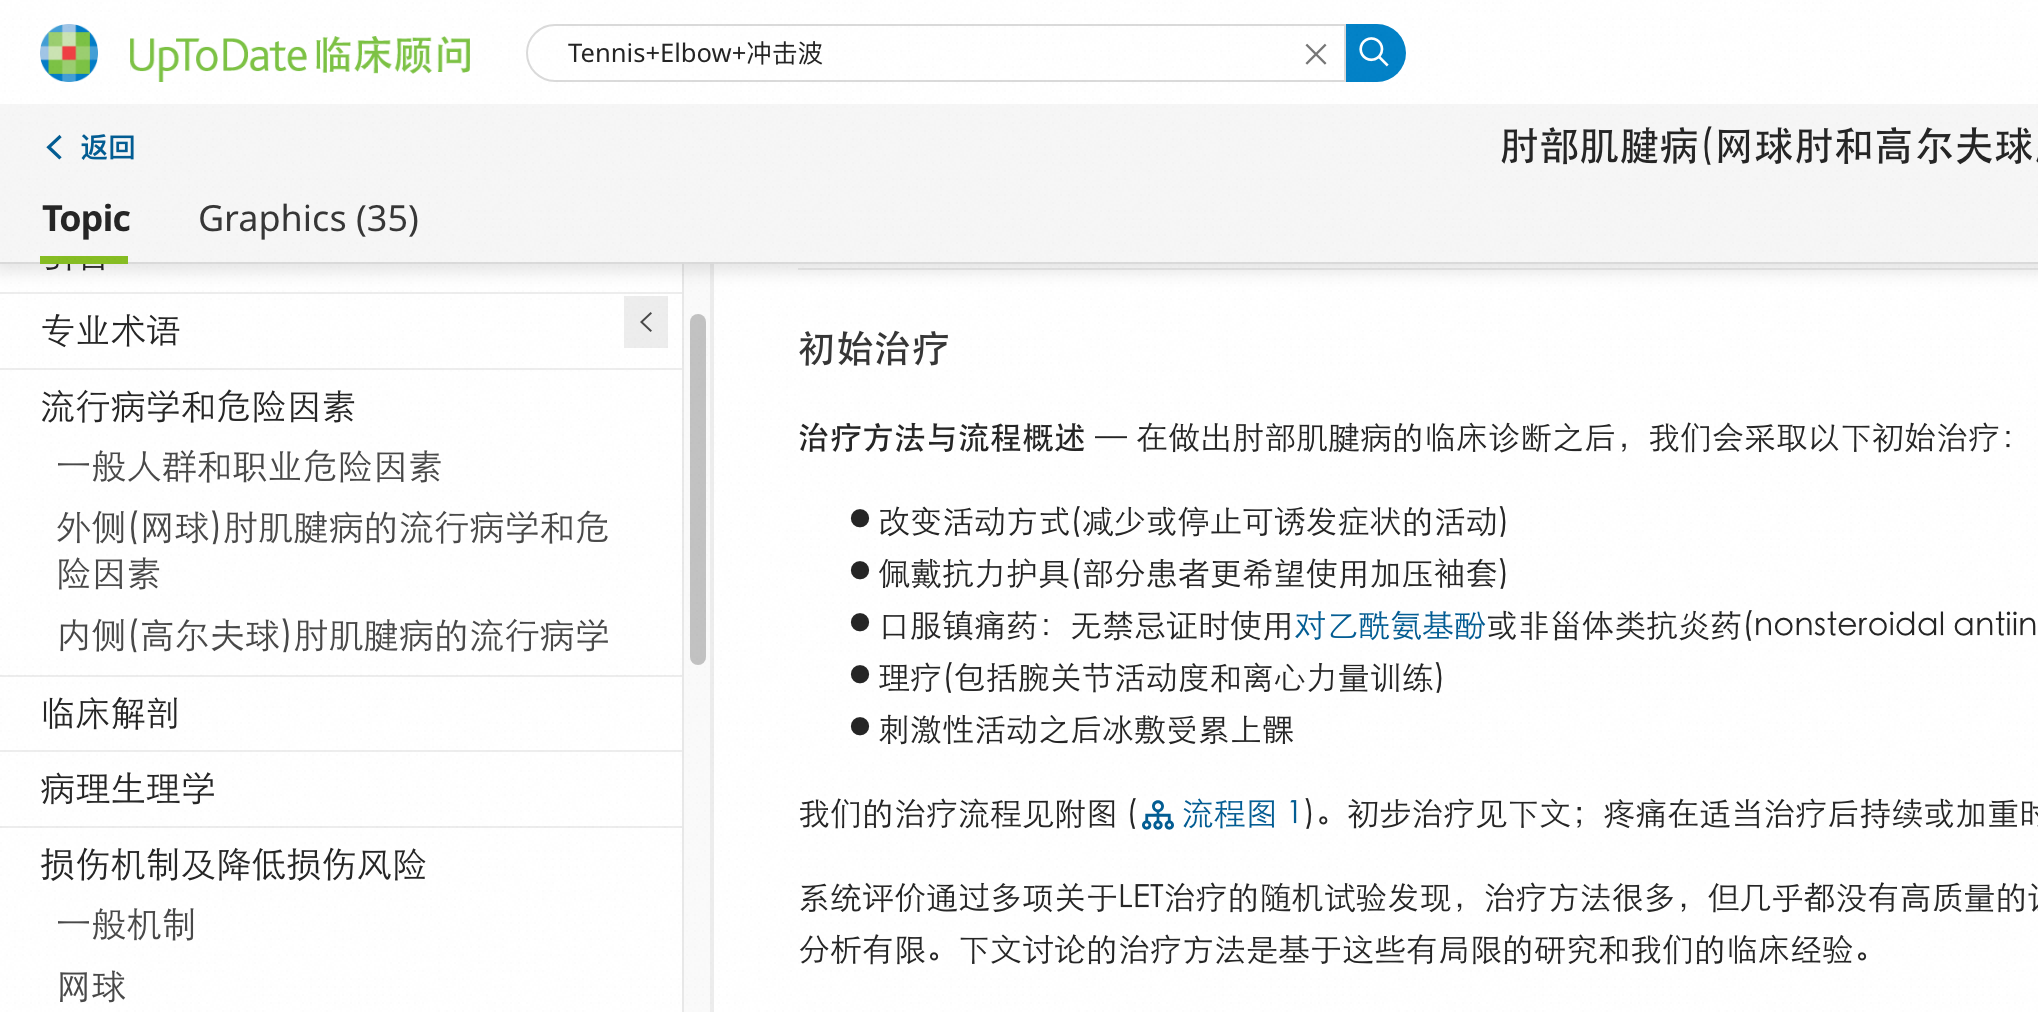 UpToDate 临床顾问
Tennis+Elbow+冲击波
返回
肘部肌腱病(网球肘和高尔夫球
Topic
Graphics (35)
专业术语
流行病学和危险因素
一般人群和职业危险因素
外侧(网球)肘肌腱病的流行病学和危
险因素
内侧(高尔夫球)肘肌腱病的流行病学
临床解剖
病理生理学
损伤机制及降低损伤风险
一般机制
网球
初始治疗
治疗方法与流程概述 — 在做出肘部肌腱病的临床诊断之后，我们会采取以下初始治疗：
● 改变活动方式(减少或停止可诱发症状的活动)
● 佩戴抗力护具(部分患者更希望使用加压袖套)
● 口服镇痛药：无禁忌证时使用对乙酰氨基酚或非甾体类抗炎药(nonsteroidal antiin
● 理疗(包括腕关节活动度和离心力量训练)
● 刺激性活动之后冰敷受累上髁
我们的治疗流程见附图 (流程图 1)。初步治疗见下文；疼痛在适当治疗后持续或加重时
系统评价通过多项关于LET治疗的随机试验发现，治疗方法很多，但几乎都没有高质量的
分析有限。下文讨论的治疗方法是基于这些有局限的研究和我们的临床经验。